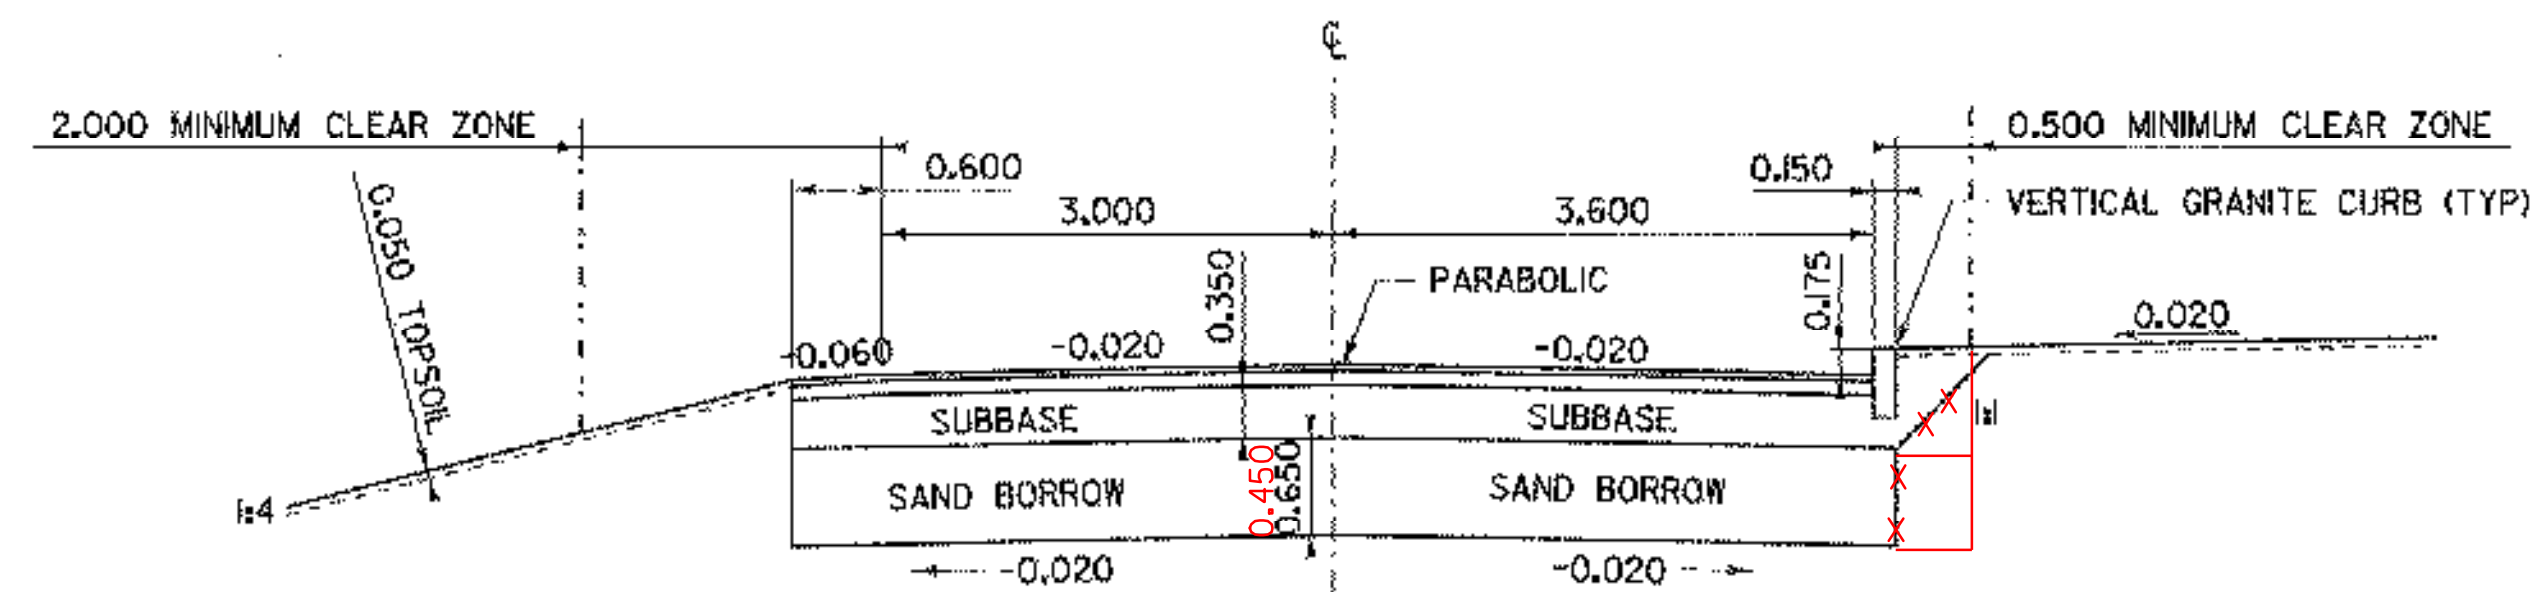 ℄
2.000 MINIMUM CLEAR ZONE
0.500 MINIMUM CLEAR ZONE
0.600
0.150
3.000
3.600
VERTICAL GRANITE CURB (TYP)
0.050 TOPSOIL
0.350
PARABOLIC
0.175
0.020
-0.060
-0.020
-0.020
SUBBASE
SUBBASE
1:1
0.450
0.650
SAND BORROW
SAND BORROW
1:4
-0.020
-0.020